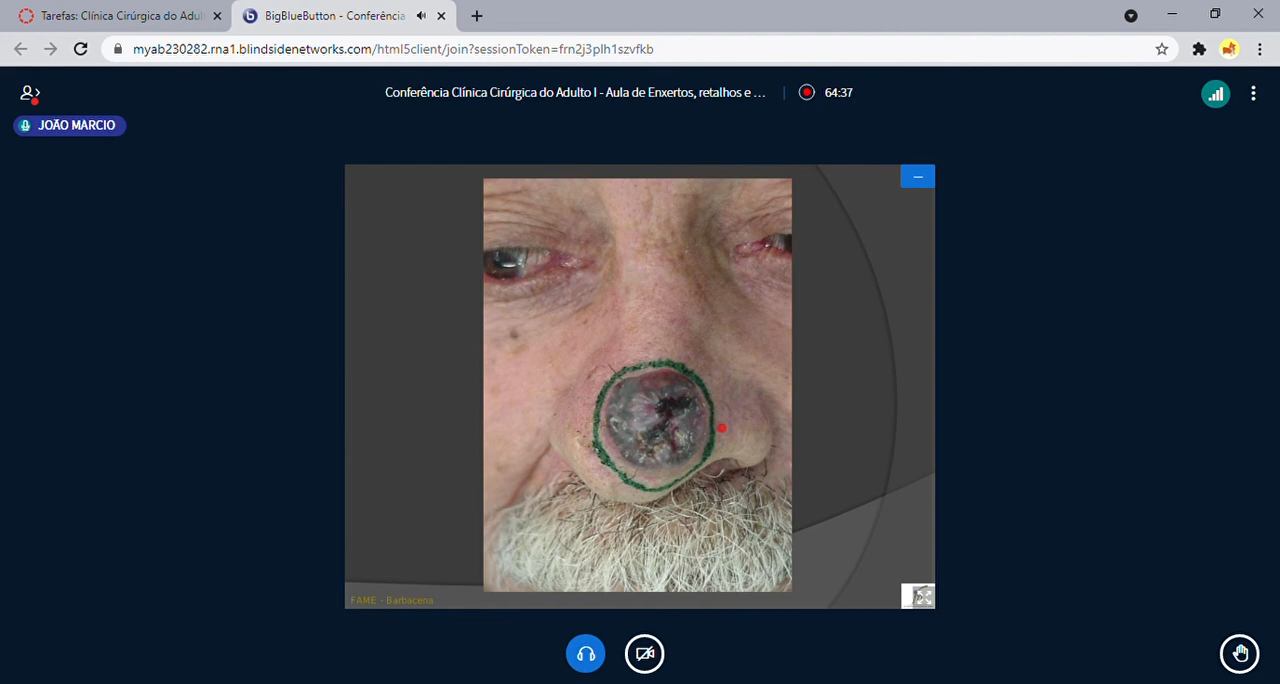 Tarefas: Clínica Cirúrgica do Adul
BigBlueButton - Conferência
myab230282.rna1.blindsidenetworks.com/html5client/join?sessionToken=frn2j3plh1szvfkb
Conferência Clínica Cirúrgica do Adulto I - Aula de Enxertos, retalhos e ...
64:37
JOÃO MARCIO
FAME - Barbacena